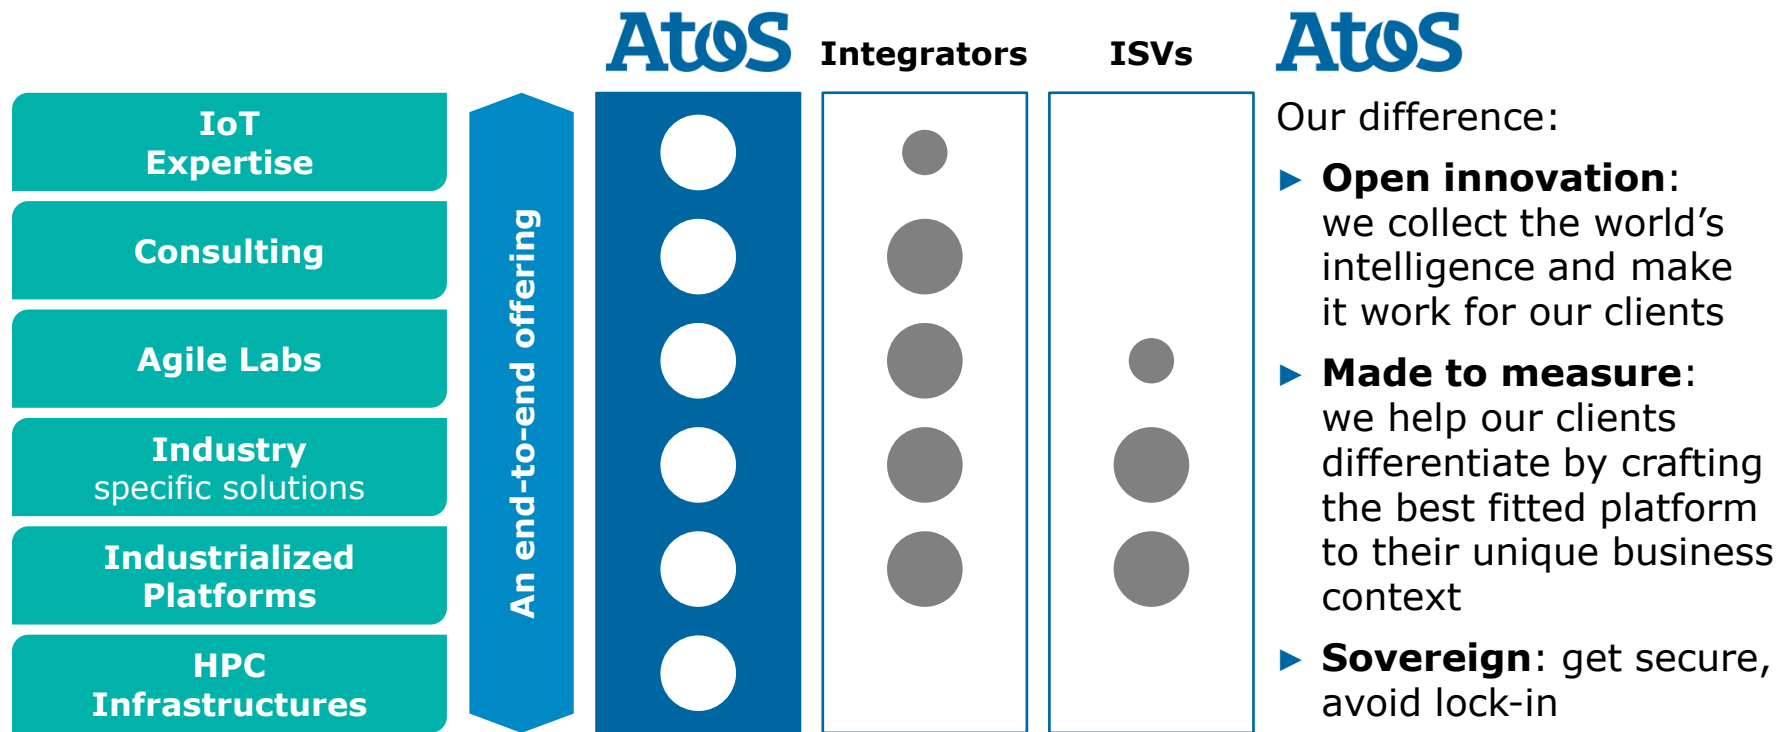 Atos
Integrators
ISVs
Atos
IoT
Expertise
Consulting
Agile Labs
Industry
specific solutions
Industrialized
Platforms
HPC
Infrastructures
An end-to-end offering
Our difference:
► Open innovation:
we collect the world’s
intelligence and make
it work for our clients
► Made to measure:
we help our clients
differentiate by crafting
the best fitted platform
to their unique business
context
► Sovereign: get secure,
avoid lock-in